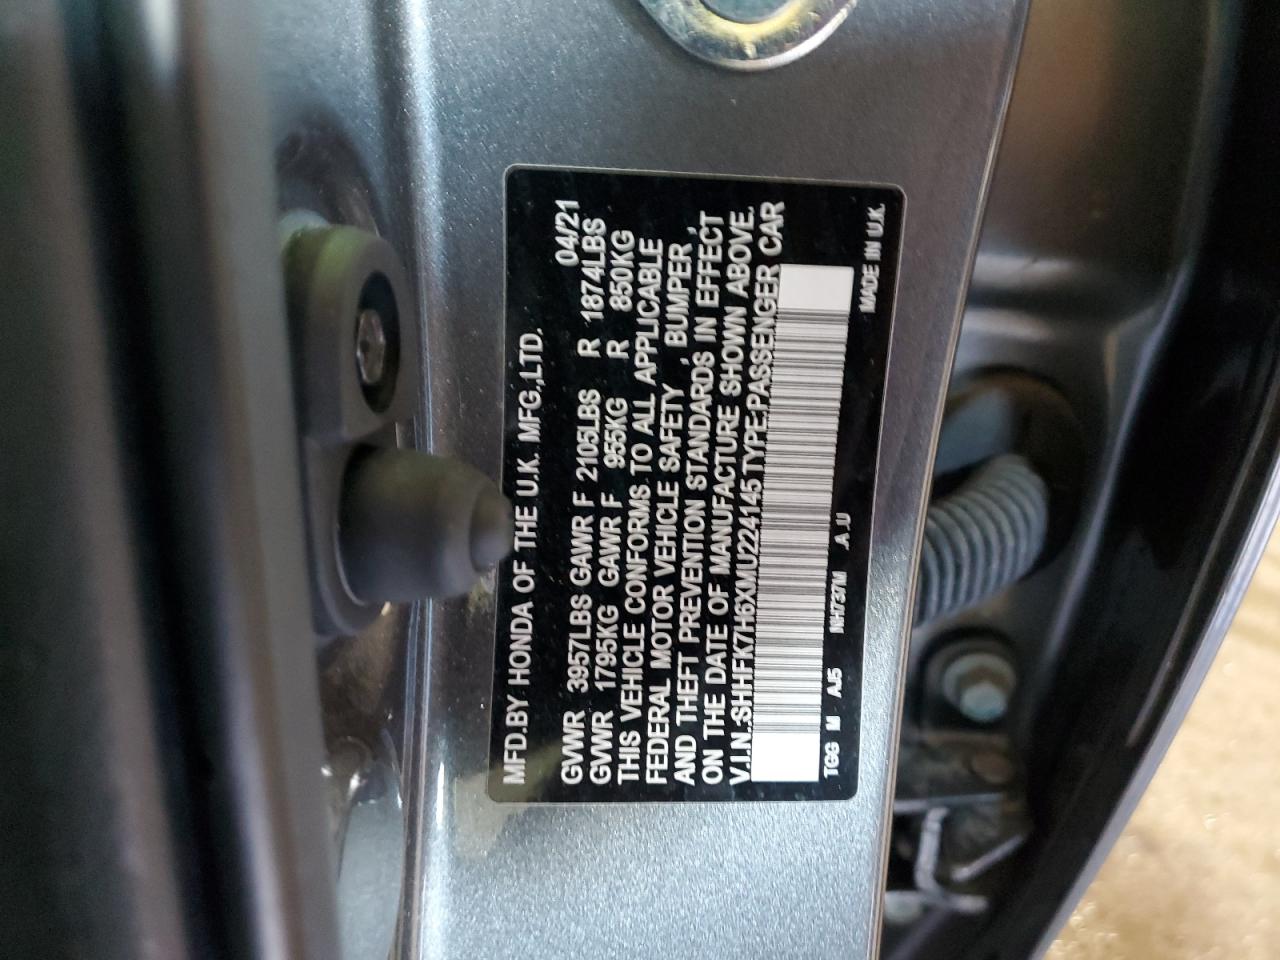 MFD.BY HONDA OF THE U.K. MFG.,LTD.
04/21
GVWR 3957LBS GAWR F 2105LBS R 1874LBS
GVWR 1795KG GAWR F 955KG R 850KG
THIS VEHICLE CONFORMS TO ALL APPLICABLE
FEDERAL MOTOR VEHICLE SAFETY , BUMPER ,
AND THEFT PREVENTION STANDARDS IN EFFECT
ON THE DATE OF MANUFACTURE SHOWN ABOVE.
V.I.N.:SHHFK7H6XMU224145 TYPE:PASSENGER CAR
TGG M AJ5 NH737M .A .U
MADE IN U.K.